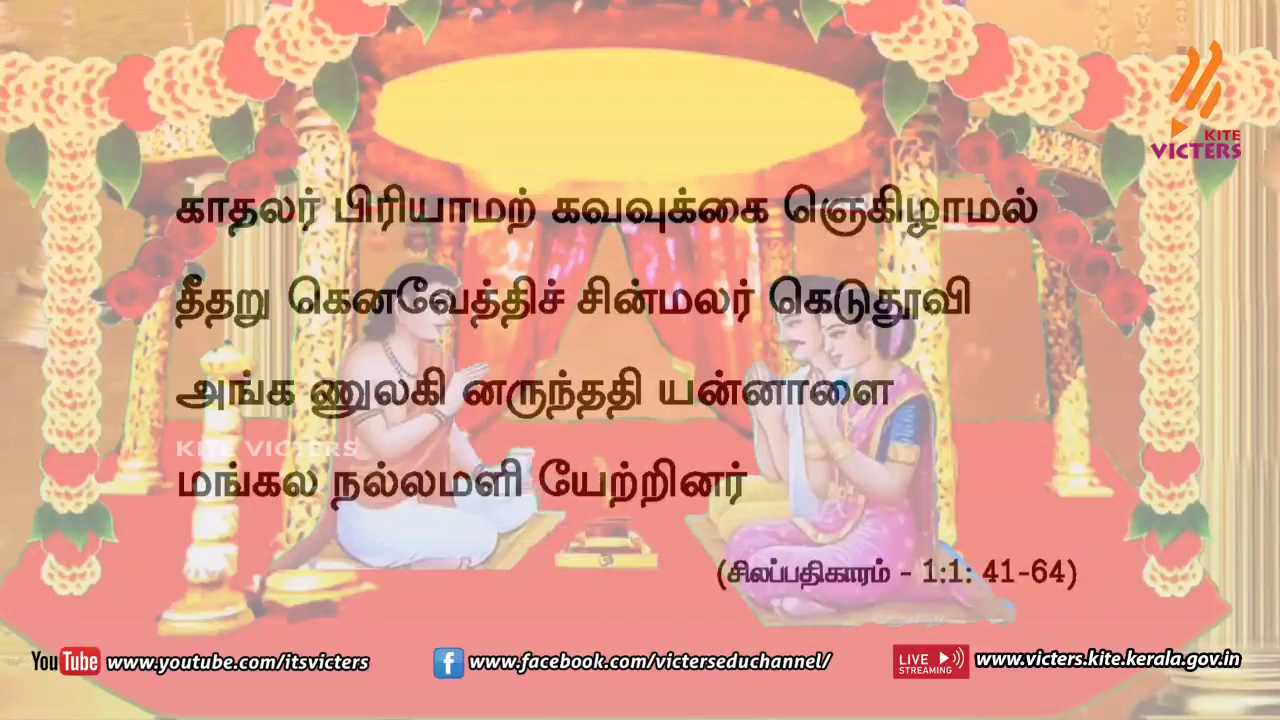 KITE
VICTERS
காதலர் பிரியாமற் கவவுக்கை ஞெகிழாமல்
தீதறு கெனவேத்திச் சின்மலர் கெடுதூவி
அங்க ணுலகி னருந்ததி யன்னாளை
KITE VICTERS
மங்கல நல்லமளி யேற்றினர்
(சிலப்பதிகாரம் - 1:1: 41-64)
YouTube www.youtube.com/itsvicters
f www.facebook.com/victerseduchannel/
LIVE STREAMING www.victers.kite.kerala.gov.in